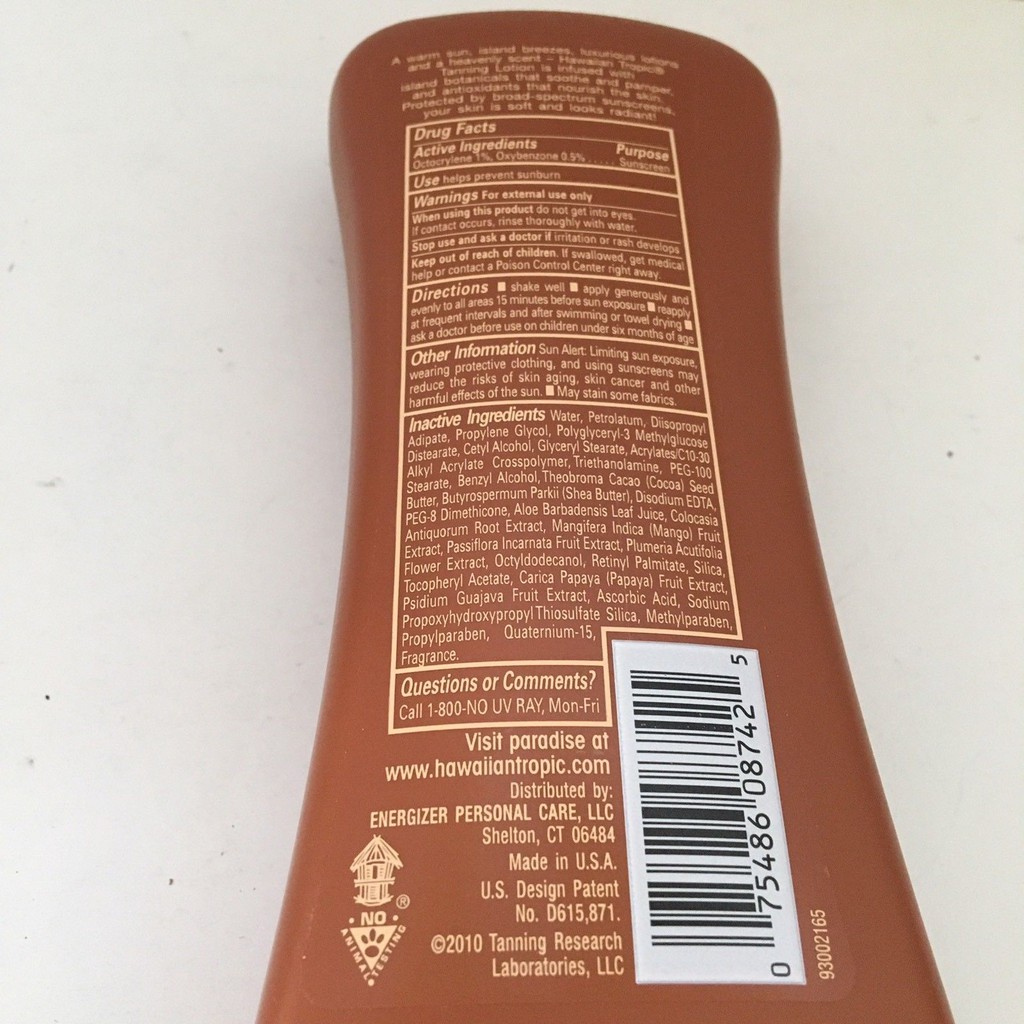 A warm sun, island breezes, luxurious lotions
and a heavenly scent – Hawaiian Tropic®
Tanning Lotion is infused with
island botanicals that soothe and pamper,
and antioxidants that nourish the skin.
Protected by broad-spectrum sunscreens,
your skin is soft and looks radiant!
Drug Facts
Active Ingredients Purpose
Octocrylene 1%, Oxybenzone 0.5% ..... Sunscreen
Use helps prevent sunburn
Warnings For external use only
When using this product do not get into eyes.
If contact occurs, rinse thoroughly with water.
Stop use and ask a doctor if irritation or rash develops
Keep out of reach of children. If swallowed, get medical
help or contact a Poison Control Center right away.
Directions ■ shake well ■ apply generously and
evenly to all areas 15 minutes before sun exposure ■ reapply
at frequent intervals and after swimming or towel drying ■
ask a doctor before use on children under six months of age
Other Information Sun Alert: Limiting sun exposure,
wearing protective clothing, and using sunscreens may
reduce the risks of skin aging, skin cancer and other
harmful effects of the sun. ■ May stain some fabrics.
Inactive Ingredients Water, Petrolatum, Diisopropyl
Adipate, Propylene Glycol, Polyglyceryl-3 Methylglucose
Distearate, Cetyl Alcohol, Glyceryl Stearate, Acrylates/C10-30
Alkyl Acrylate Crosspolymer, Triethanolamine, PEG-100
Stearate, Benzyl Alcohol, Theobroma Cacao (Cocoa) Seed
Butter, Butyrospermum Parkii (Shea Butter), Disodium EDTA,
PEG-8 Dimethicone, Aloe Barbadensis Leaf Juice, Colocasia
Antiquorum Root Extract, Mangifera Indica (Mango) Fruit
Extract, Passiflora Incarnata Fruit Extract, Plumeria Acutifolia
Flower Extract, Octyldodecanol, Retinyl Palmitate, Silica,
Tocopheryl Acetate, Carica Papaya (Papaya) Fruit Extract,
Psidium Guajava Fruit Extract, Ascorbic Acid, Sodium
Propoxyhydroxypropyl Thiosulfate Silica, Methylparaben,
Propylparaben, Quaternium-15,
Fragrance.
Questions or Comments?
Call 1-800-NO UV RAY, Mon-Fri
Visit paradise at
www.hawaiiantropic.com
Distributed by:
ENERGIZER PERSONAL CARE, LLC
Shelton, CT 06484
Made in U.S.A.
U.S. Design Patent
No. D615,871.
©2010 Tanning Research
Laboratories, LLC
®
• NO •
ANIMAL • TESTING
0 75486 08742 5
93002165